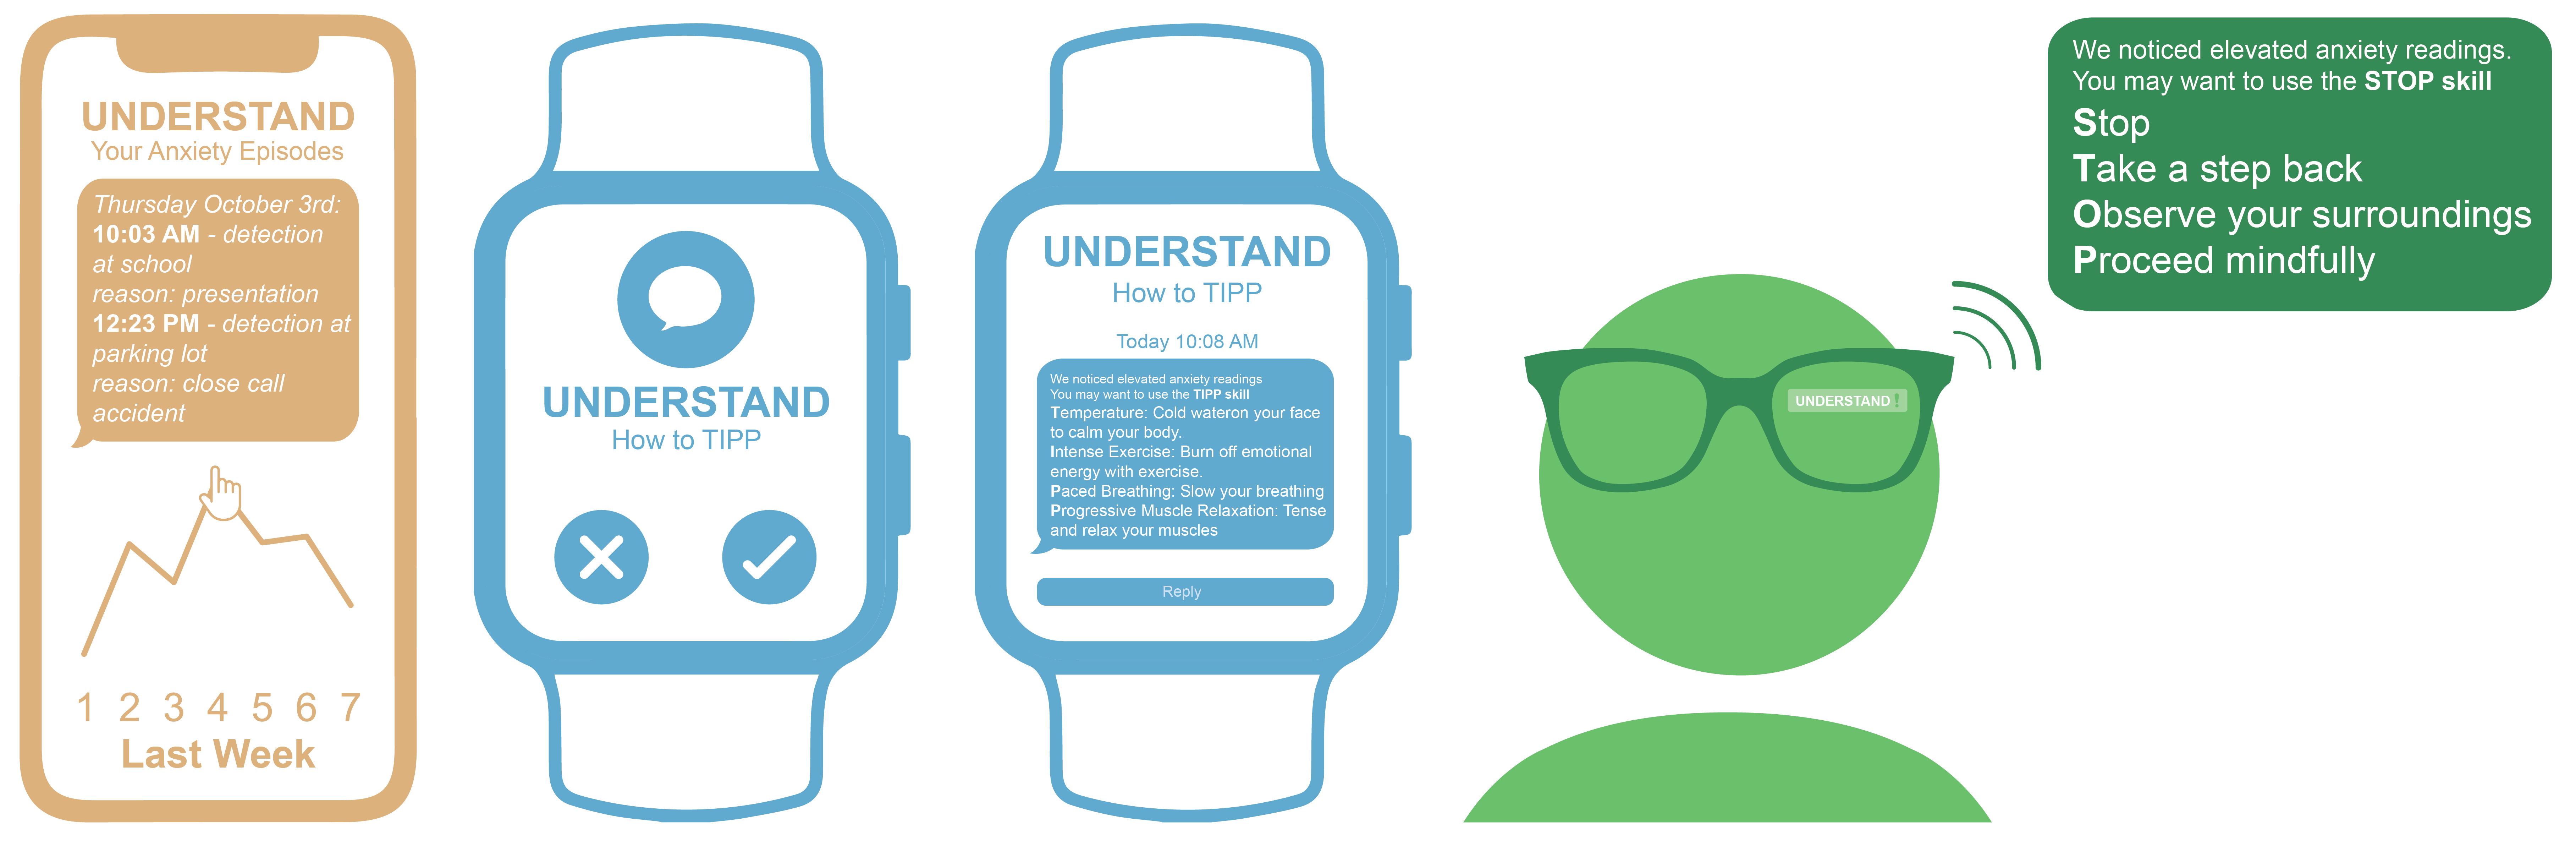 UNDERSTAND
Your Anxiety Episodes
Thursday October 3rd:
10:03 AM - detection
at school
reason: presentation
12:23 PM - detection at
parking lot
reason: close call
accident
1 2 3 4 5 6 7
Last Week
UNDERSTAND
How to TIPP
UNDERSTAND
How to TIPP
Today 10:08 AM
We noticed elevated anxiety readings
You may want to use the TIPP skill
Temperature: Cold wateron your face
to calm your body.
Intense Exercise: Burn off emotional
energy with exercise.
Paced Breathing: Slow your breathing
Progressive Muscle Relaxation: Tense
and relax your muscles
Reply
UNDERSTAND!
We noticed elevated anxiety readings.
You may want to use the STOP skill
Stop
Take a step back
Observe your surroundings
Proceed mindfully